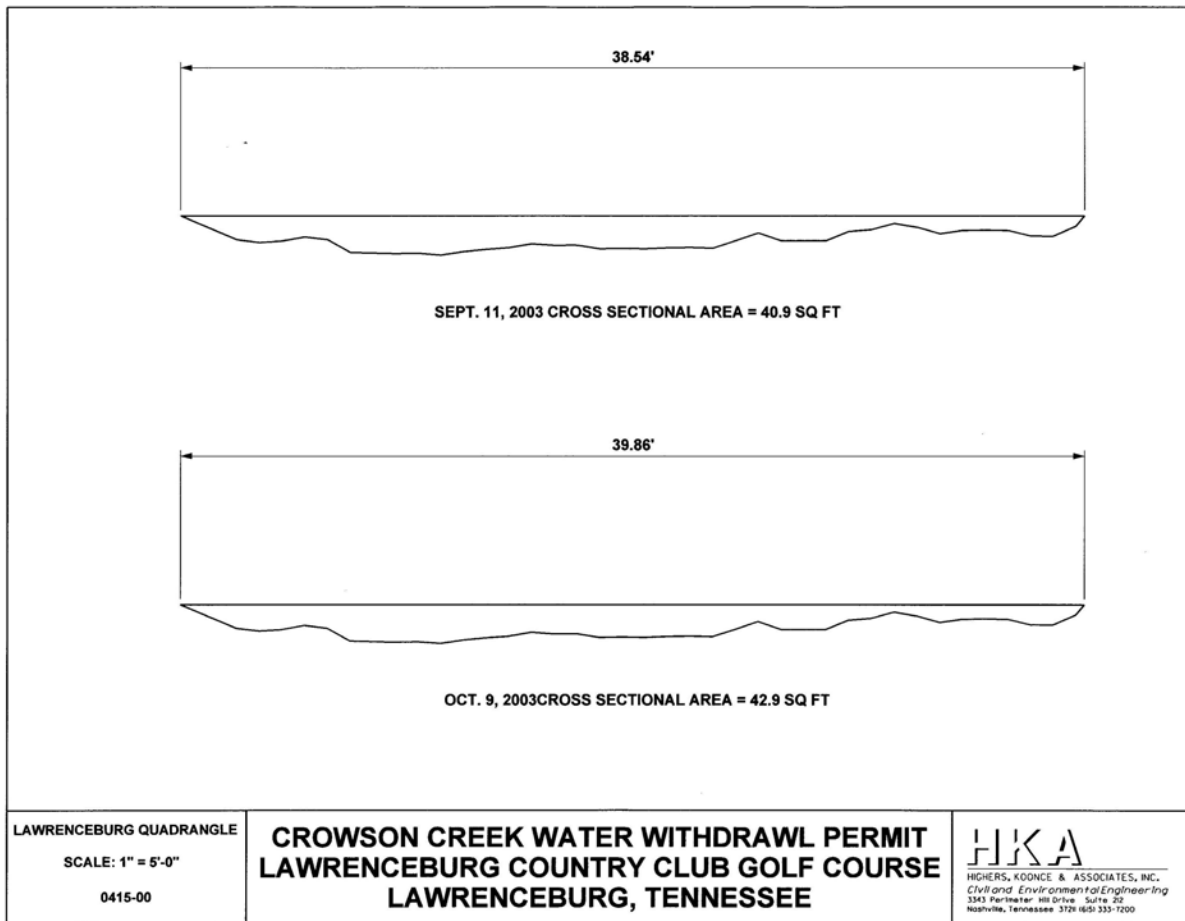 38.54'
SEPT. 11, 2003 CROSS SECTIONAL AREA = 40.9 SQ FT
39.86'
OCT. 9, 2003CROSS SECTIONAL AREA = 42.9 SQ FT
LAWRENCEBURG QUADRANGLE
SCALE: 1" = 5'-0"
0415-00
CROWSON CREEK WATER WITHDRAWL PERMIT
LAWRENCEBURG COUNTRY CLUB GOLF COURSE
LAWRENCEBURG, TENNESSEE
HKA
HIGHERS, KOONCE & ASSOCIATES, INC.
Civil and Environmental Engineering
3343 Perimeter Hill Drive Suite 212
Nashville, Tennessee 37211 (615) 333-7200